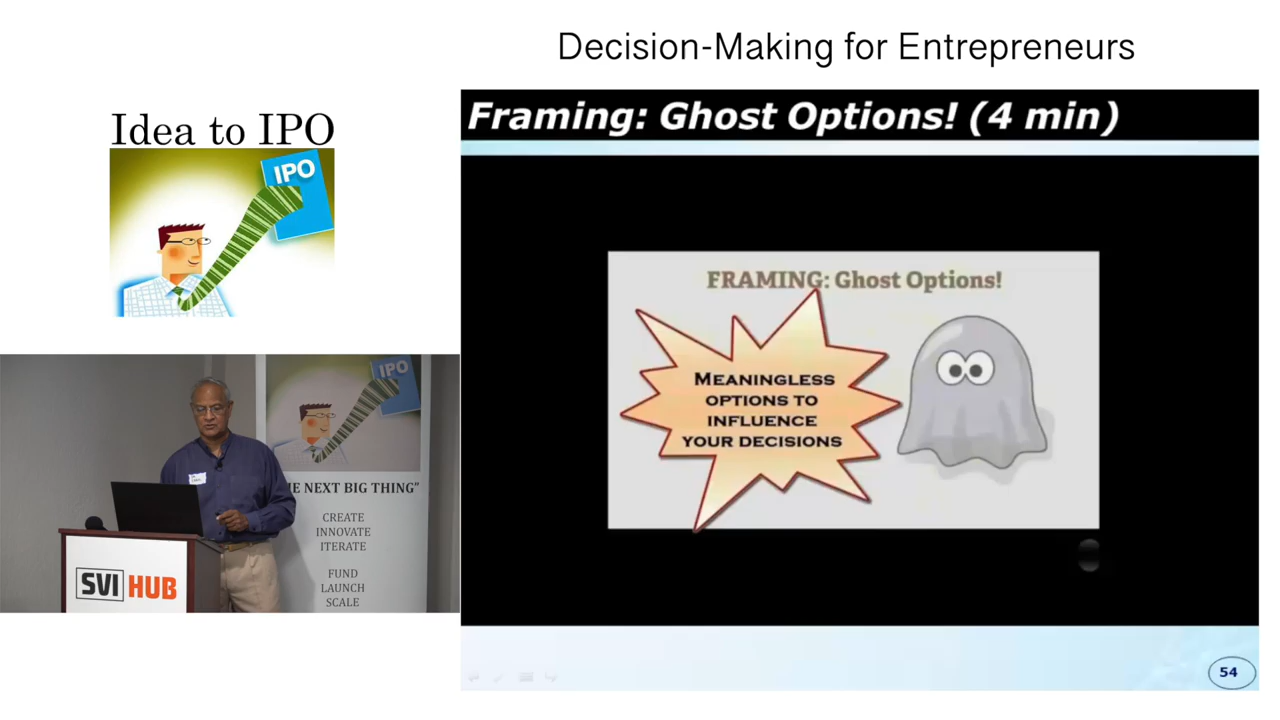 Decision-Making for Entrepreneurs
Idea to IPO
IPO
Framing: Ghost Options! (4 min)
FRAMING: Ghost Options!
MEANINGLESS
OPTIONS TO
INFLUENCE
YOUR DECISIONS
IPO
NEXT BIG THING"
CREATE
INNOVATE
ITERATE
FUND
LAUNCH
SCALE
SVI HUB
54